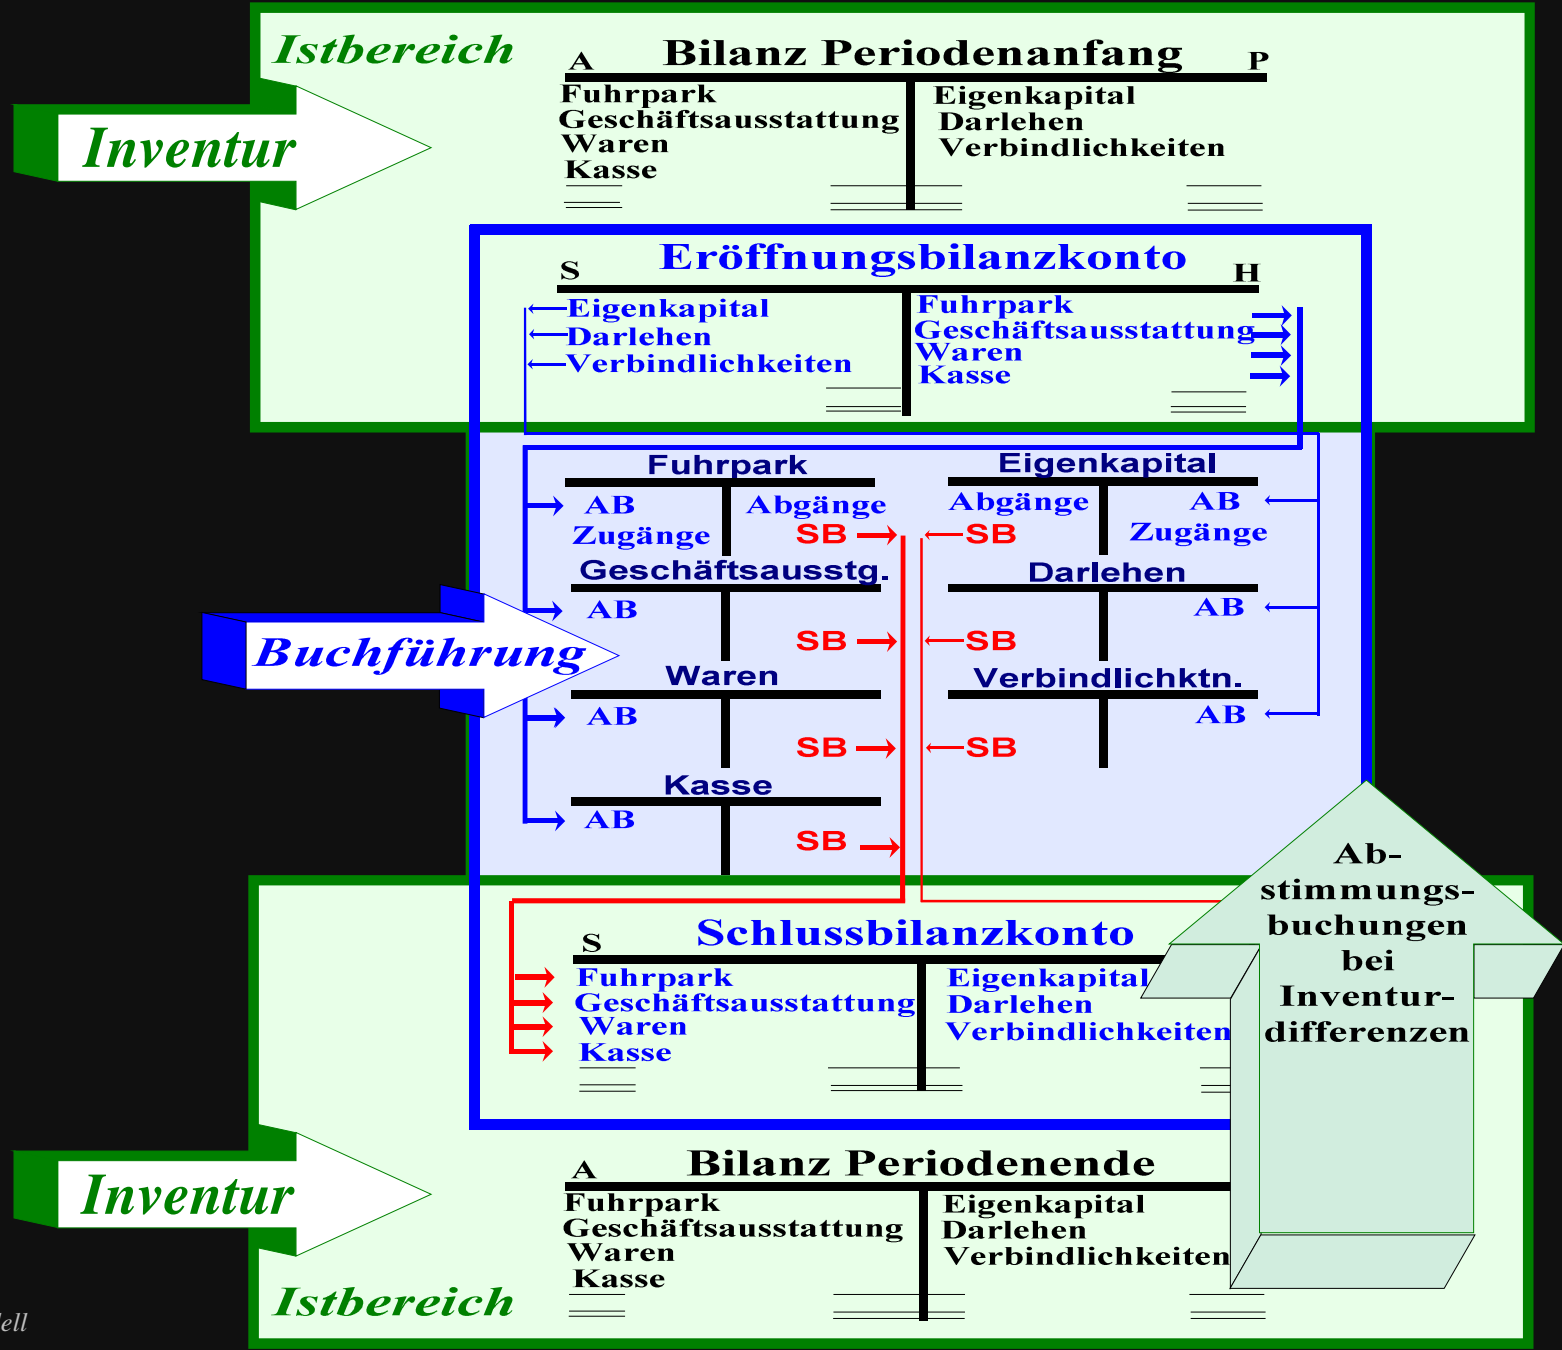 Istbereich
Bilanz Periodenanfang
A
P
Fuhrpark
Geschäftsausstattung
Waren
Kasse
Eigenkapital
Darlehen
Verbindlichkeiten
Inventur
Eröffnungsbilanzkonto
S
H
Eigenkapital
Darlehen
Verbindlichkeiten
Fuhrpark
Geschäftsausstattung
Waren
Kasse
Fuhrpark
AB
Abgänge
Zugänge
SB
Eigenkapital
Abgänge
AB
SB
Zugänge
Geschäftsausstg.
AB
SB
Darlehen
AB
SB
Buchführung
Waren
AB
SB
Verbindlichktn.
AB
SB
Kasse
AB
SB
Ab-
stimmungs-
buchungen
bei
Inventur-
differenzen
Schlussbilanzkonto
S
Fuhrpark
Geschäftsausstattung
Waren
Kasse
Eigenkapital
Darlehen
Verbindlichkeiten
Inventur
Bilanz Periodenende
A
Fuhrpark
Geschäftsausstattung
Waren
Kasse
Eigenkapital
Darlehen
Verbindlichkeiten
Istbereich